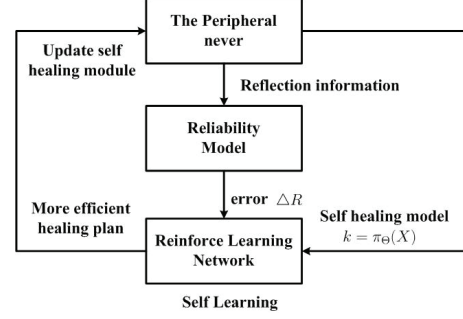 The Peripheral
never
Update self
healing module
Reflection information
Reliability
Model
error △R
More efficient
healing plan
Reinforce Learning
Network
Self healing model
k = πΘ(X)
Self Learning